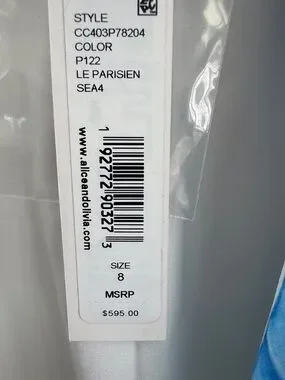 STYLE
CC403P78204
COLOR
P122
LE PARISIEN
SEA4
www.aliceandolivia.com
1 92772 90327 3
SIZE
8
MSRP
$595.00